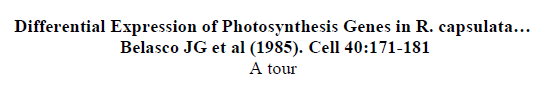 Differential Expression of Photosynthesis Genes in R. capsulata…
Belasco JG et al (1985). Cell 40:171-181
A tour